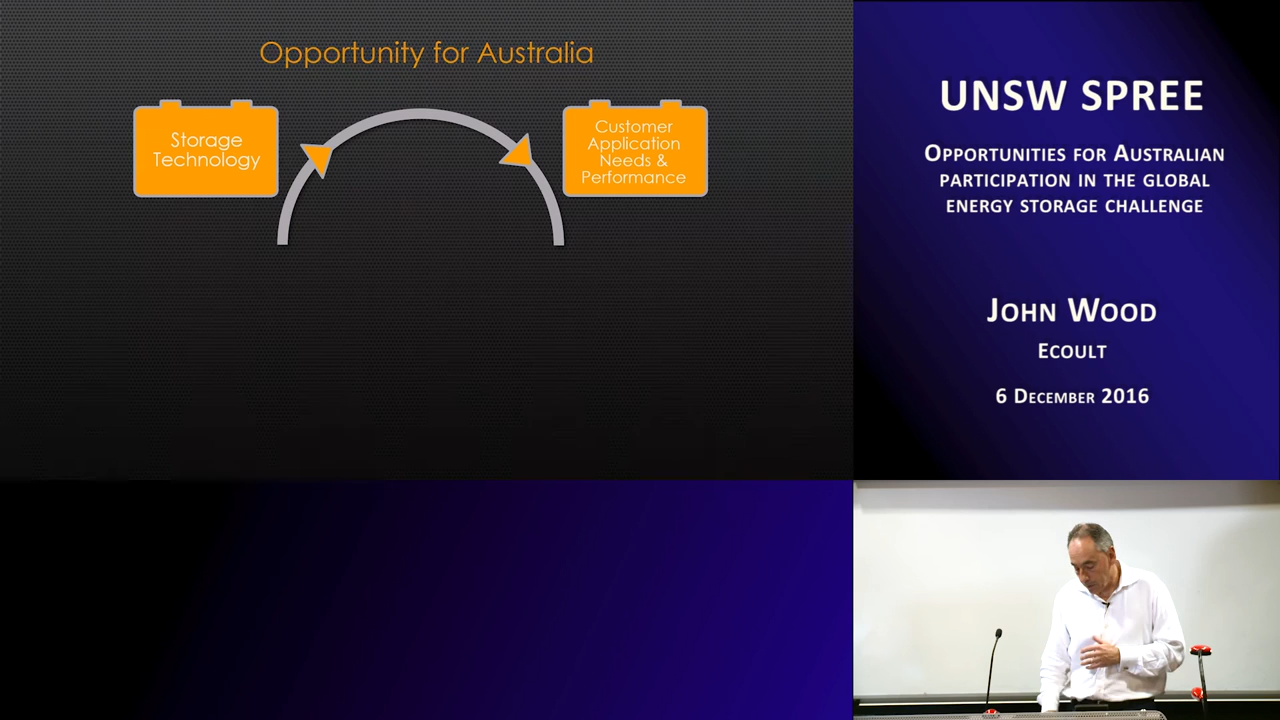 Opportunity for Australia
Storage
Technology
Customer
Application
Needs &
Performance
UNSW SPREE
OPPORTUNITIES FOR AUSTRALIAN
PARTICIPATION IN THE GLOBAL
ENERGY STORAGE CHALLENGE
JOHN WOOD
ECOULT
6 DECEMBER 2016